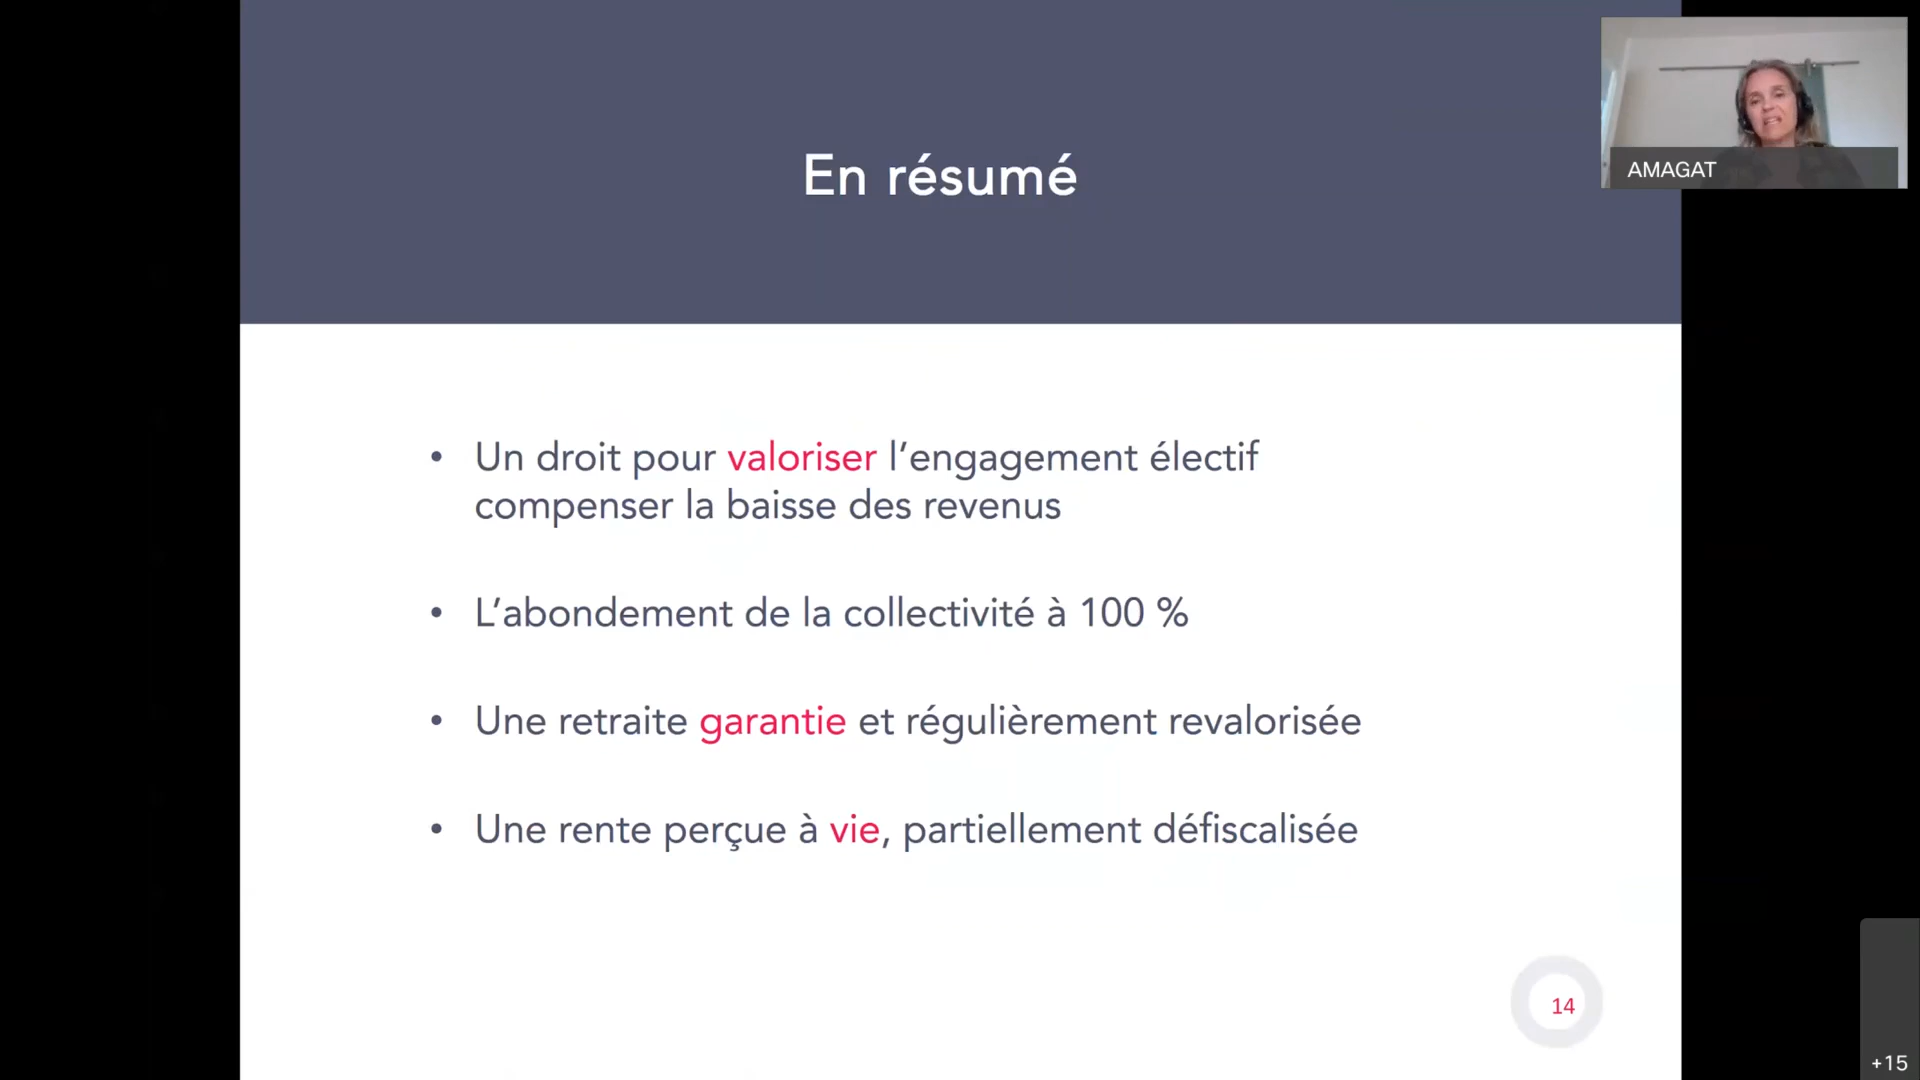 En résumé
AMAGAT
• Un droit pour valoriser l’engagement électif
compenser la baisse des revenus
• L’abondement de la collectivité à 100 %
• Une retraite garantie et régulièrement revalorisée
• Une rente perçue à vie, partiellement défiscalisée
14
+15